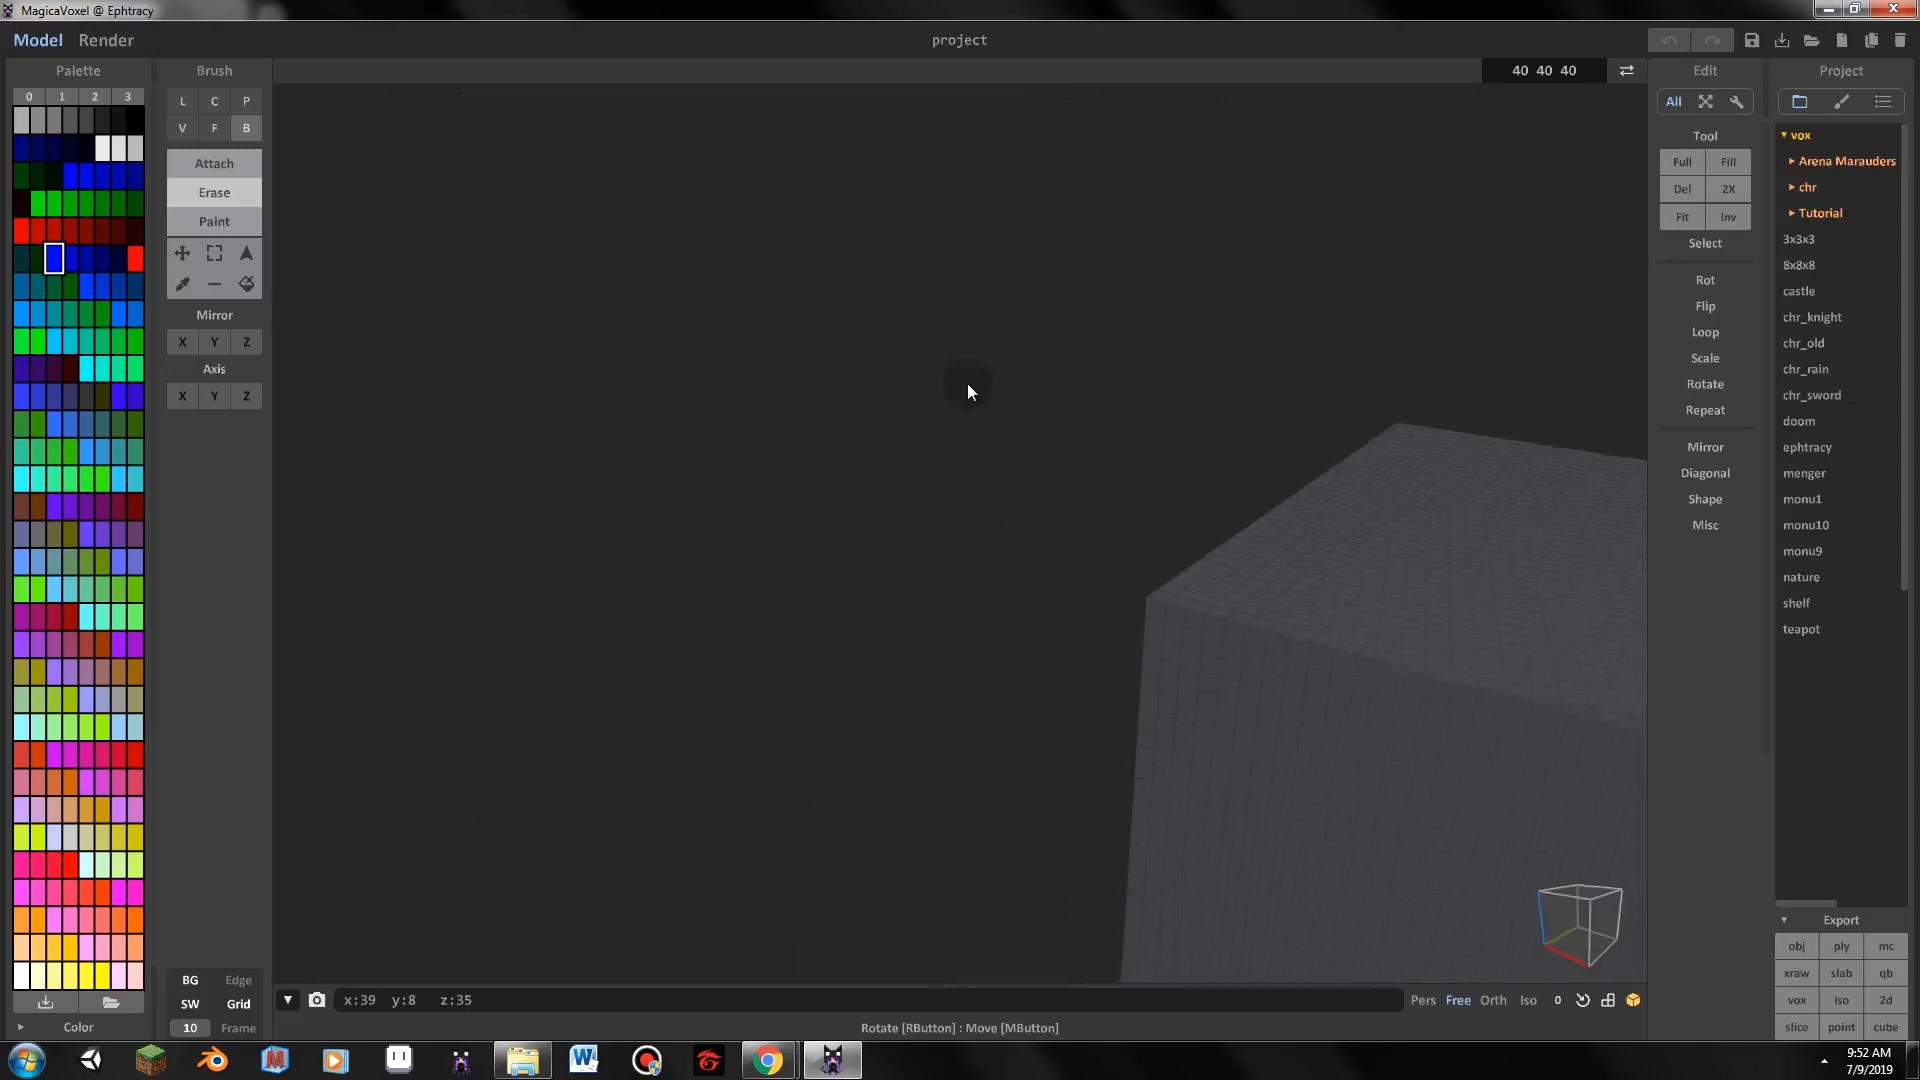 MagicaVoxel @ Ephtracy
Model Render
project
Palette
0 1 2 3
Color
Brush
L C P
V F B
Attach
Erase
Paint
Mirror
X Y Z
Axis
X Y Z
BG Edge
SW Grid
10 Frame
40 40 40
x:39 y:8 z:35
Pers Free Orth Iso 0
Rotate [RButton] : Move [MButton]
Edit
All
Tool
Full Fill
Del 2X
Fit Inv
Select
Rot
Flip
Loop
Scale
Rotate
Repeat
Mirror
Diagonal
Shape
Misc
Project
vox
Arena Marauders
chr
Tutorial
3x3x3
8x8x8
castle
chr_knight
chr_old
chr_rain
chr_sword
doom
ephtracy
menger
monu1
monu10
monu9
nature
shelf
teapot
Export
obj ply mc
xraw slab qb
vox iso 2d
slice point cube
9:52 AM
7/9/2019